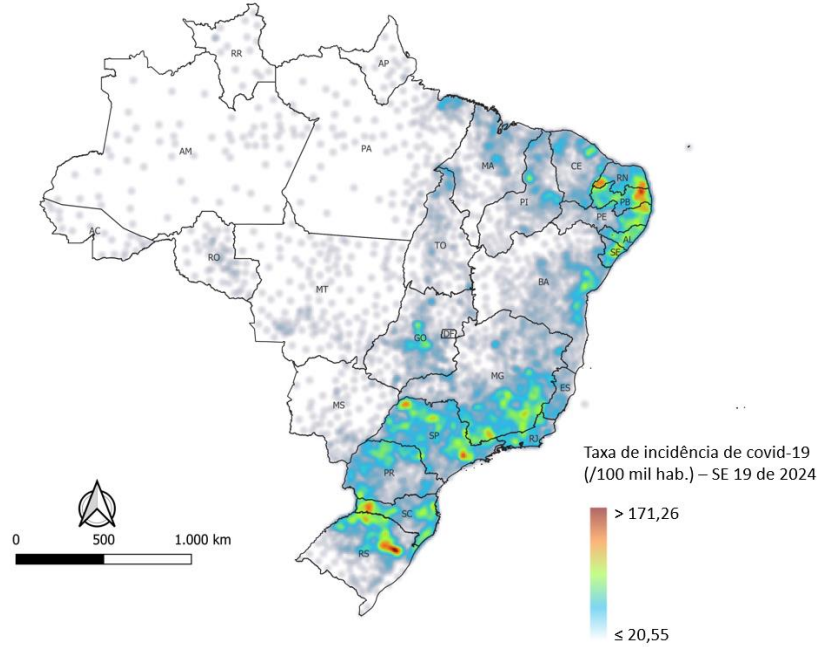 RR
AP
AM
PA
MA
CE
RN
PB
PI
PE
AL
SE
AC
TO
RO
BA
MT
GO
DF
MG
ES
MS
SP
RJ
PR
SC
RS
Taxa de incidência de covid-19
(/100 mil hab.) – SE 19 de 2024
> 171,26
≤ 20,55
0 500 1.000 km